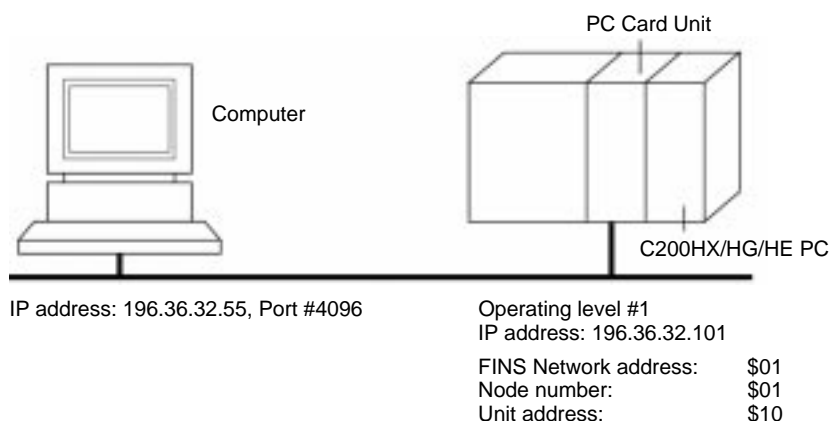 PC Card Unit
Computer
C200HX/HG/HE PC
IP address: 196.36.32.55, Port #4096
Operating level #1
IP address: 196.36.32.101
FINS Network address: $01
Node number: $01
Unit address: $10